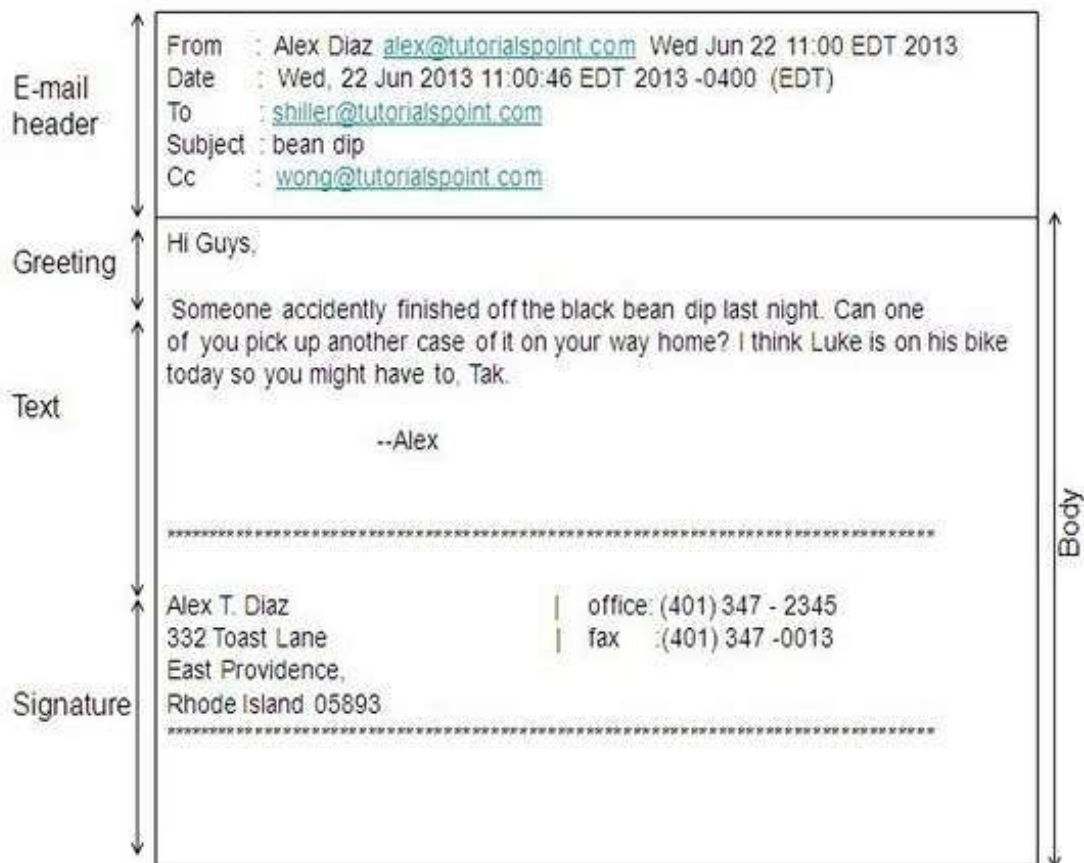 E-mail
header
From : Alex Diaz alex@tutorialspoint.com Wed Jun 22 11:00 EDT 2013
Date : Wed, 22 Jun 2013 11:00:46 EDT 2013 -0400 (EDT)
To : shiller@tutorialspoint.com
Subject : bean dip
Cc : wong@tutorialspoint.com
Greeting
Hi Guys,
Text
Someone accidently finished off the black bean dip last night. Can one
of you pick up another case of it on your way home? I think Luke is on his bike
today so you might have to, Tak.
--Alex
Signature
Alex T. Diaz | office: (401) 347 - 2345
332 Toast Lane | fax :(401) 347 -0013
East Providence,
Rhode Island 05893
Body